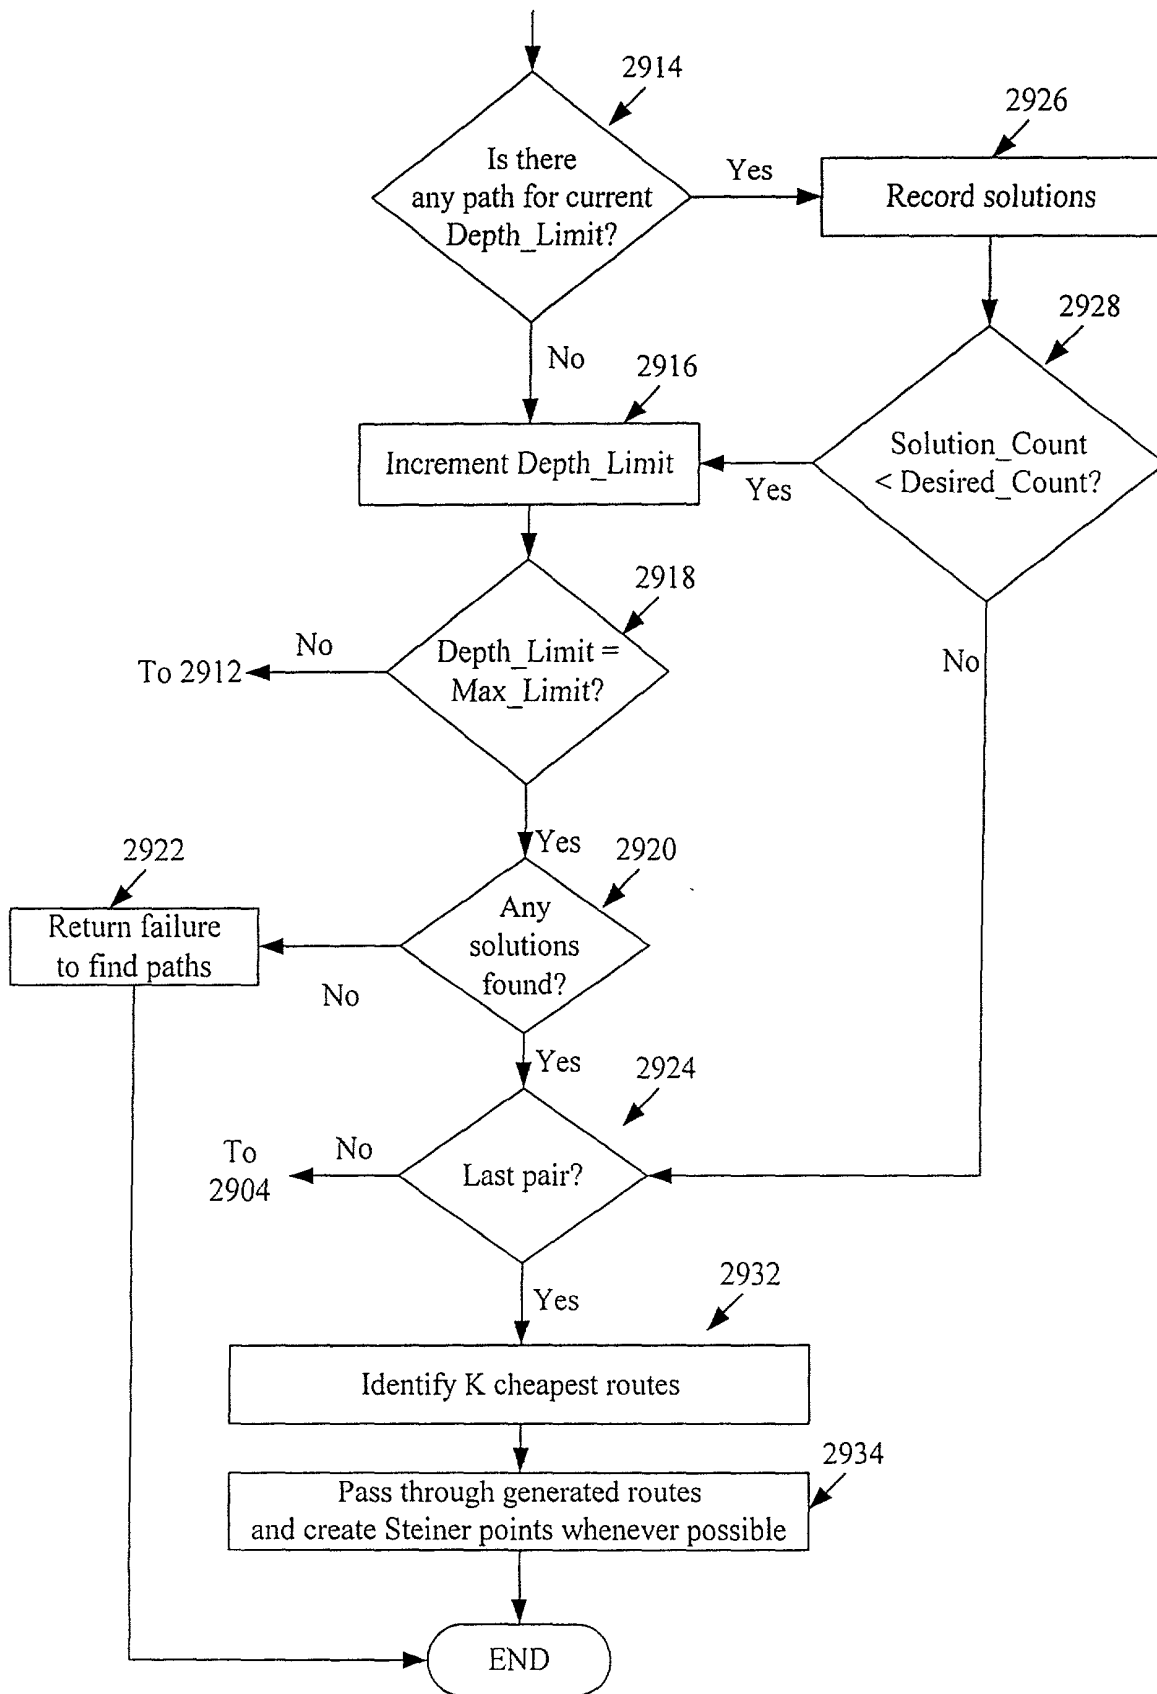 2914
Is there
any path for current
Depth_Limit?
Yes
2926
Record solutions
No
2916
Increment Depth_Limit
2928
Solution_Count
< Desired_Count?
Yes
No
2918
Depth_Limit =
Max_Limit?
No
To 2912
Yes
2920
Any
solutions
found?
No
2922
Return failure
to find paths
Yes
2924
Last pair?
No
To
2904
Yes
2932
Identify K cheapest routes
2934
Pass through generated routes
and create Steiner points whenever possible
END